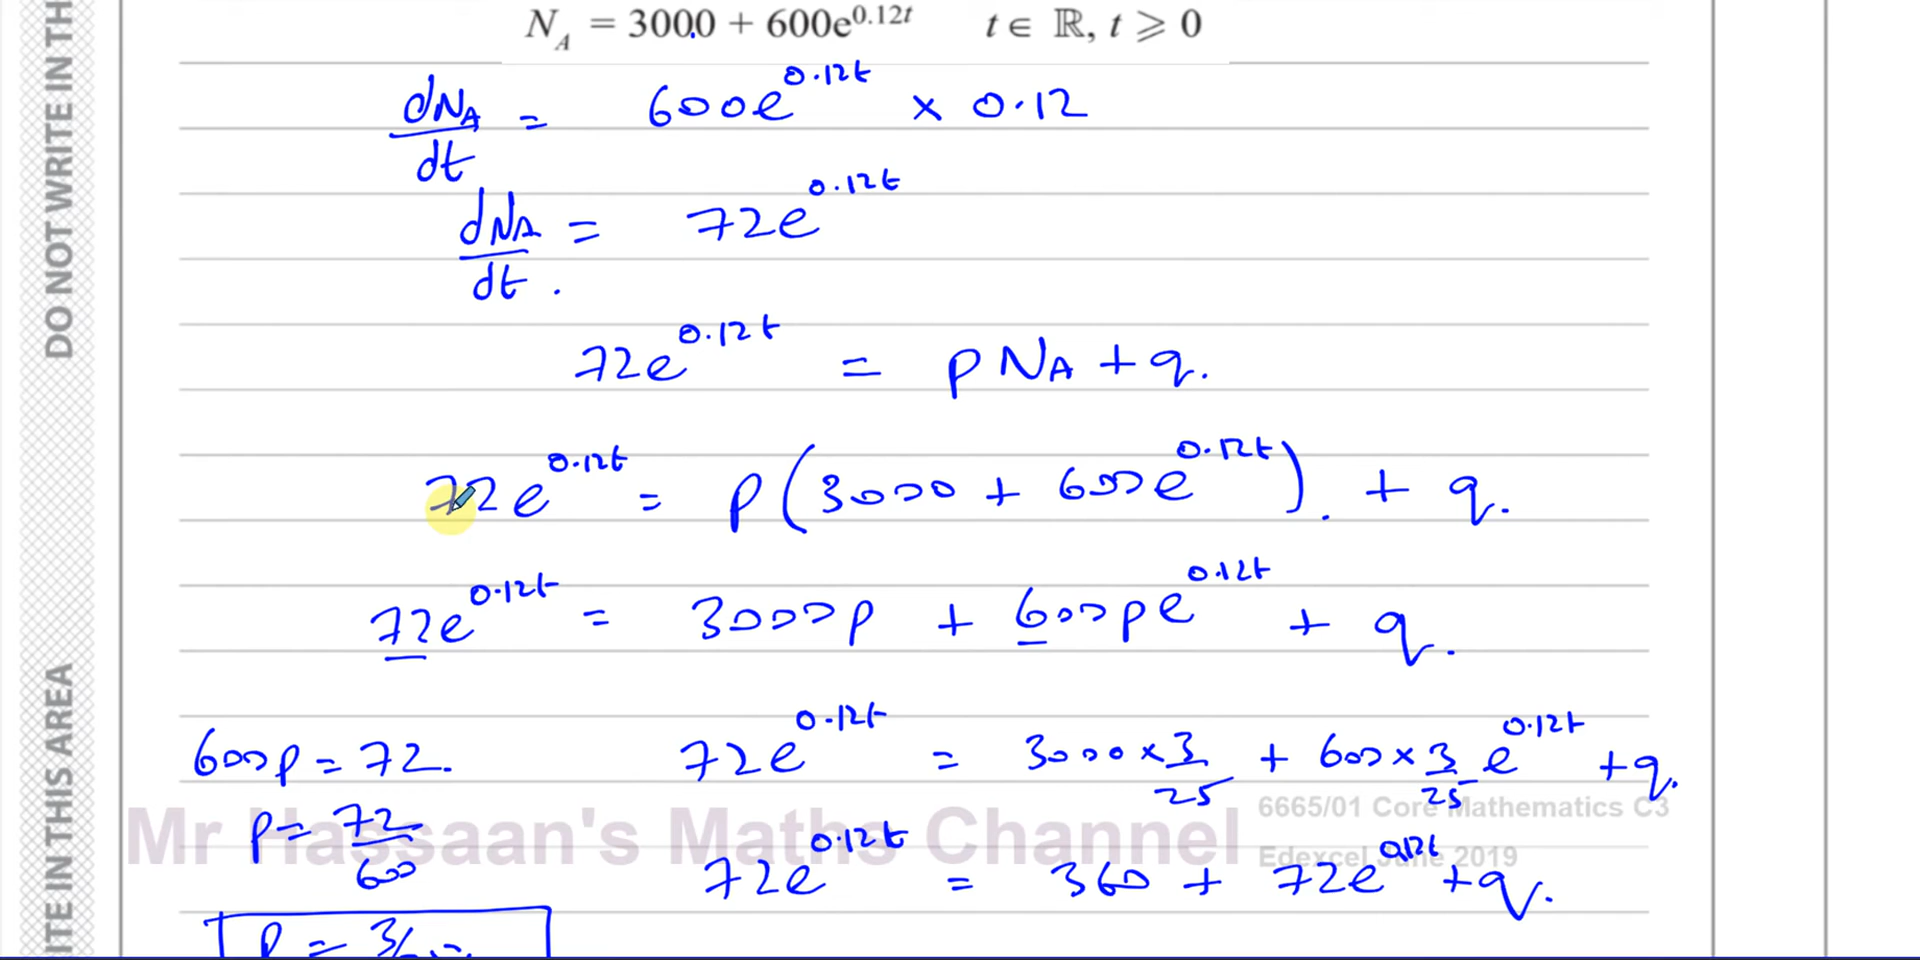 N_A = 3000 + 600e^0.12t t ∈ ℝ, t ⩾ 0
dN_A/dt = 600e^0.12t × 0.12
dN_A/dt = 72e^0.12t
72e^0.12t = pN_A + q.
72e^0.12t = p(3000 + 600e^0.12t). + q.
72e^0.12t = 3000p + 600pe^0.12t + q.
600p = 72. 72e^0.12t = 3000 × 3/25 + 600 × 3/25 e^0.12t + q.
Mr Hassaan's Maths Channel
6665/01 Core Mathematics C3
Edexcel June 2019
p = 72/600 72e^0.12t = 360 + 72e^0.12t + q.
p = 3/
DO NOT WRITE IN TH
ITE IN THIS AREA